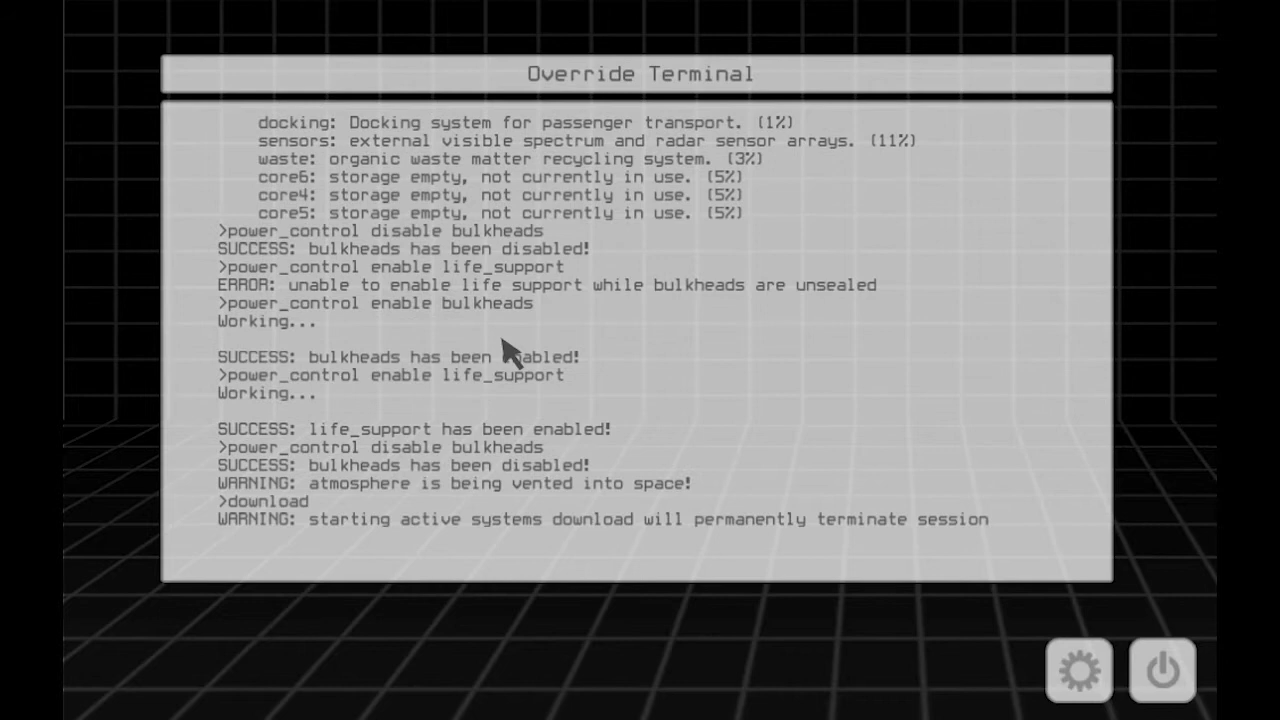 Override Terminal
docking: Docking system for passenger transport. (1%)
sensors: external visible spectrum and radar sensor arrays. (11%)
waste: organic waste matter recycling system. (3%)
core6: storage empty, not currently in use. (5%)
core4: storage empty, not currently in use. (5%)
core5: storage empty, not currently in use. (5%)
>power_control disable bulkheads
SUCCESS: bulkheads has been disabled!
>power_control enable life_support
ERROR: unable to enable life support while bulkheads are unsealed
>power_control enable bulkheads
Working...
SUCCESS: bulkheads has been enabled!
>power_control enable life_support
Working...
SUCCESS: life_support has been enabled!
>power_control disable bulkheads
SUCCESS: bulkheads has been disabled!
WARNING: atmosphere is being vented into space!
>download
WARNING: starting active systems download will permanently terminate session